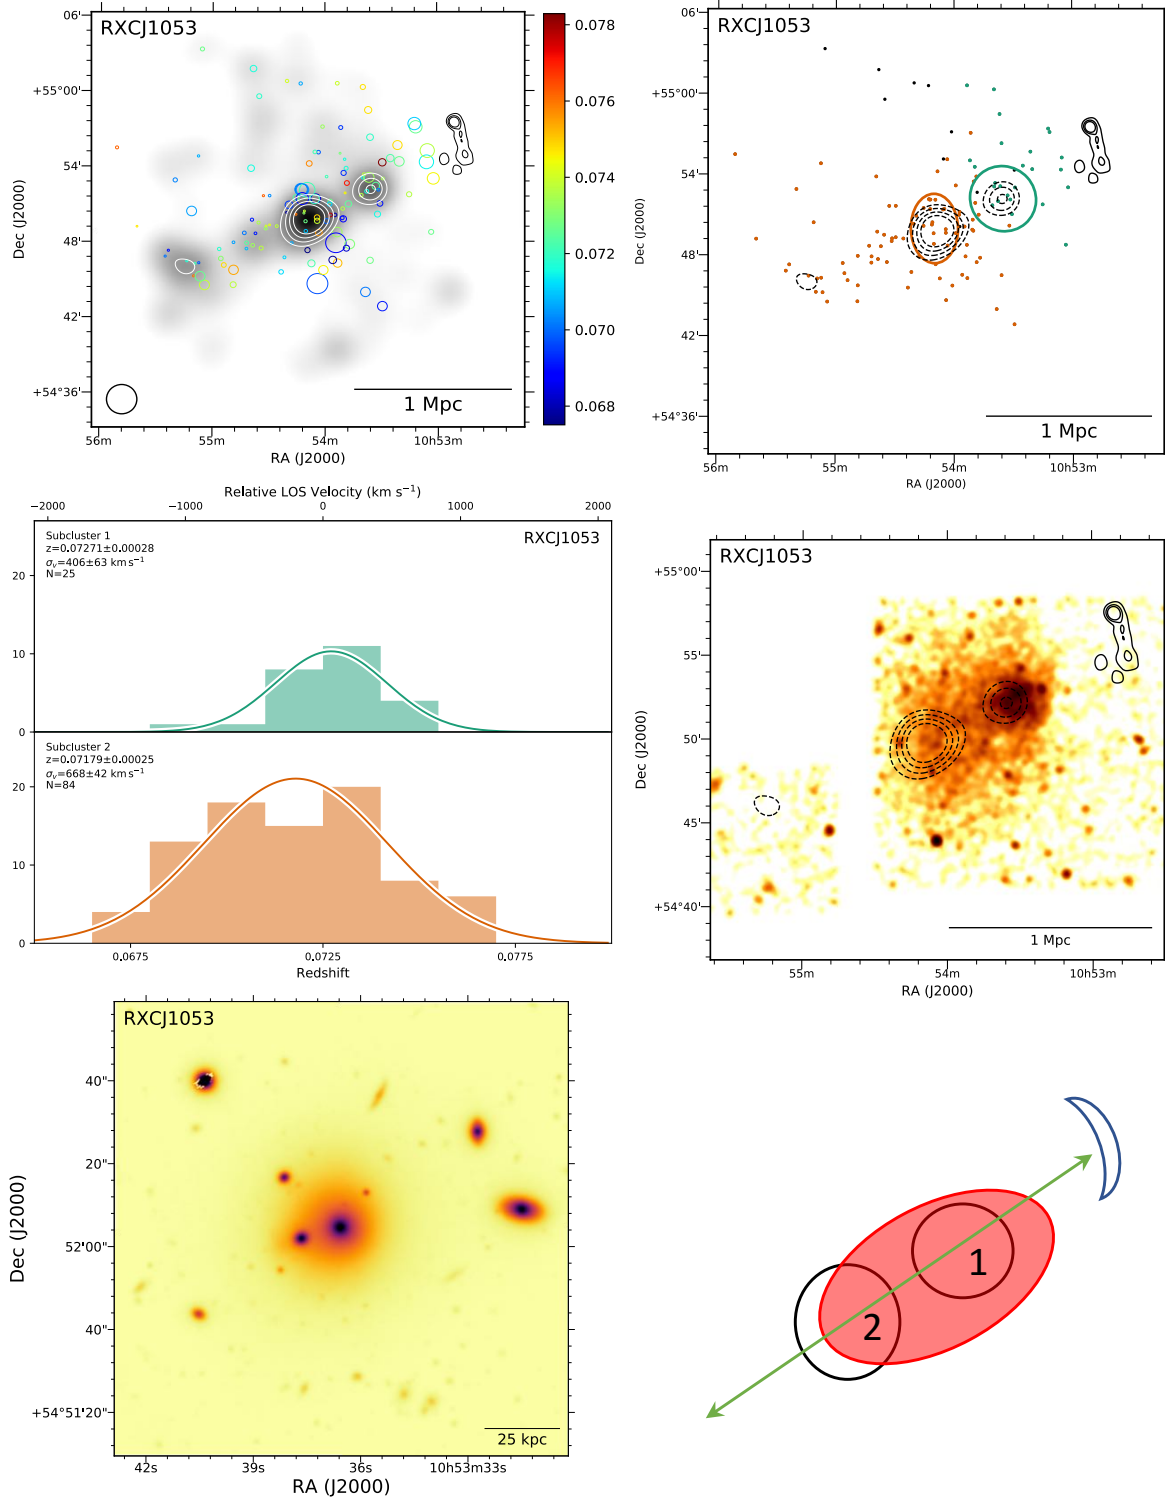 RXCJ1053
06'
+55°00'
54'
48'
42'
+54°36'
Dec (J2000)
56m
55m
54m
10h53m
RA (J2000)
1 Mpc
0.078
0.076
0.074
0.072
0.070
0.068
RXCJ1053
06'
+55°00'
54'
48'
42'
+54°36'
Dec (J2000)
56m
55m
54m
10h53m
RA (J2000)
1 Mpc
Relative LOS Velocity (km s⁻¹)
−2000
−1000
0
1000
2000
Subcluster 1
z=0.07271±0.00028
σᵥ=406±63 km s⁻¹
N=25
RXCJ1053
20
10
0
Subcluster 2
z=0.07179±0.00025
σᵥ=668±42 km s⁻¹
N=84
20
10
0
0.0675
0.0725
0.0775
Redshift
RXCJ1053
+55°00'
55'
50'
45'
+54°40'
Dec (J2000)
55m
54m
10h53m
RA (J2000)
1 Mpc
RXCJ1053
40"
20"
52'00"
40"
+54°51'20"
Dec (J2000)
42s
39s
36s
10h53m33s
RA (J2000)
25 kpc
1
2